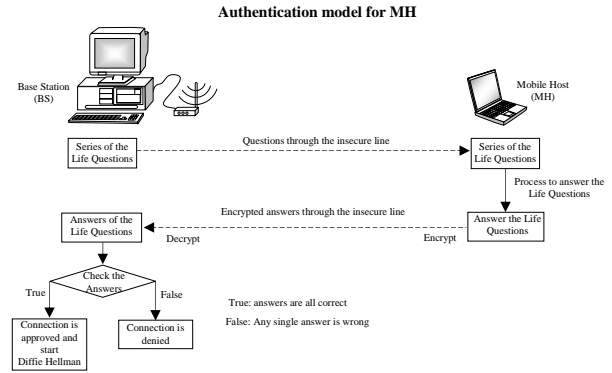 Authentication model for MH
Base Station
(BS)
Mobile Host
(MH)
Series of the
Life Questions
Questions through the insecure line
Series of the
Life Questions
Process to answer the
Life Questions
Answers of the
Life Questions
Encrypted answers through the insecure line
Decrypt
Encrypt
Answer the Life
Questions
Check the
Answers
True
False
Connection is
approved and
start
Diffie Hellman
Connection is
denied
True: answers are all correct
False: Any single answer is wrong